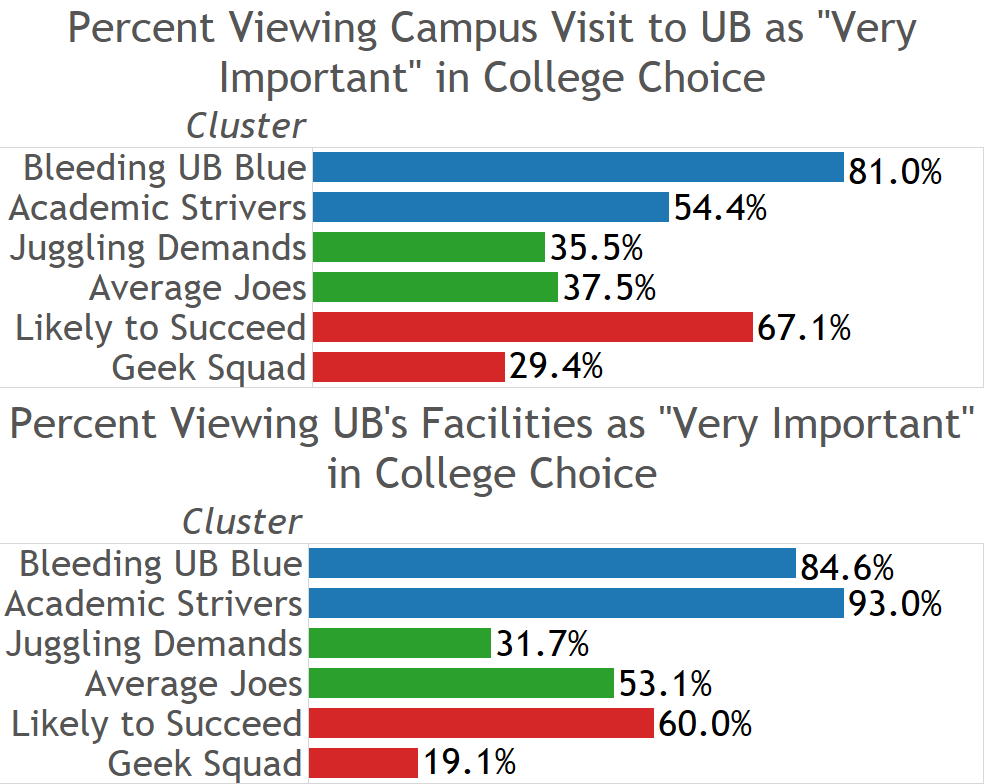 Percent Viewing Campus Visit to UB as "Very
Important" in College Choice
Cluster
Bleeding UB Blue 81.0%
Academic Strivers 54.4%
Juggling Demands 35.5%
Average Joes 37.5%
Likely to Succeed 67.1%
Geek Squad 29.4%
Percent Viewing UB's Facilities as "Very Important"
in College Choice
Cluster
Bleeding UB Blue 84.6%
Academic Strivers 93.0%
Juggling Demands 31.7%
Average Joes 53.1%
Likely to Succeed 60.0%
Geek Squad 19.1%